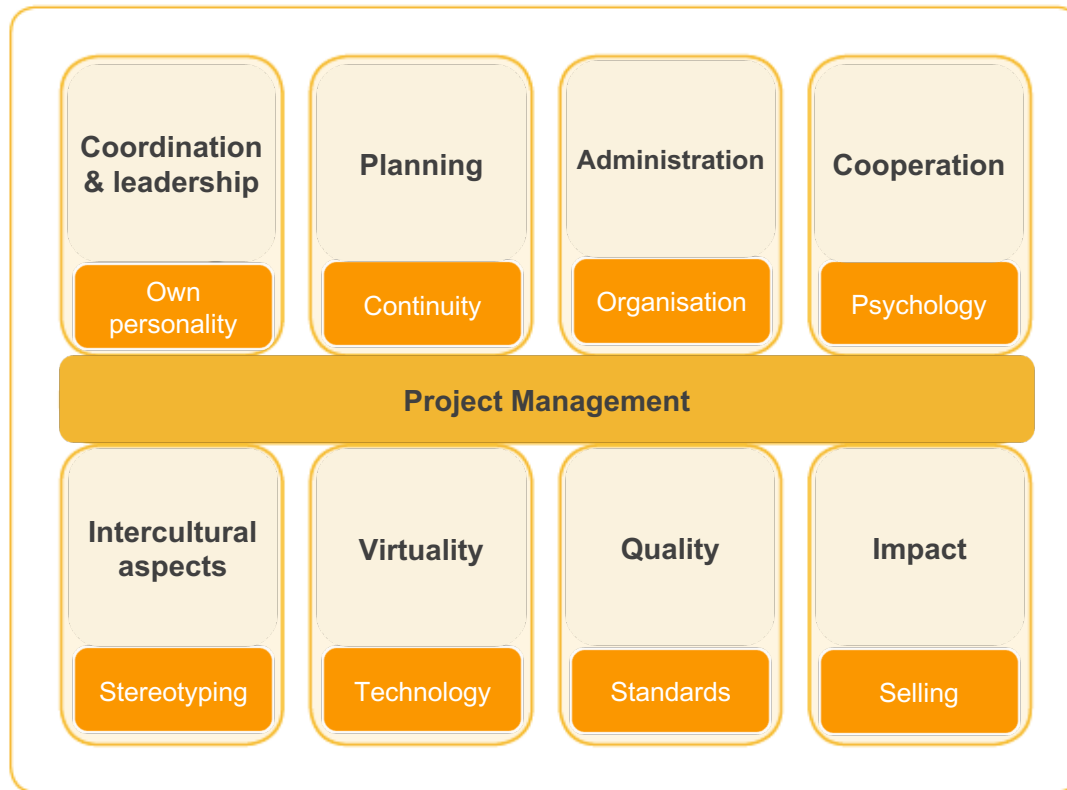 Coordination
& leadership
Planning
Administration
Cooperation
Own
personality
Continuity
Organisation
Psychology
Project Management
Intercultural
aspects
Virtuality
Quality
Impact
Stereotyping
Technology
Standards
Selling